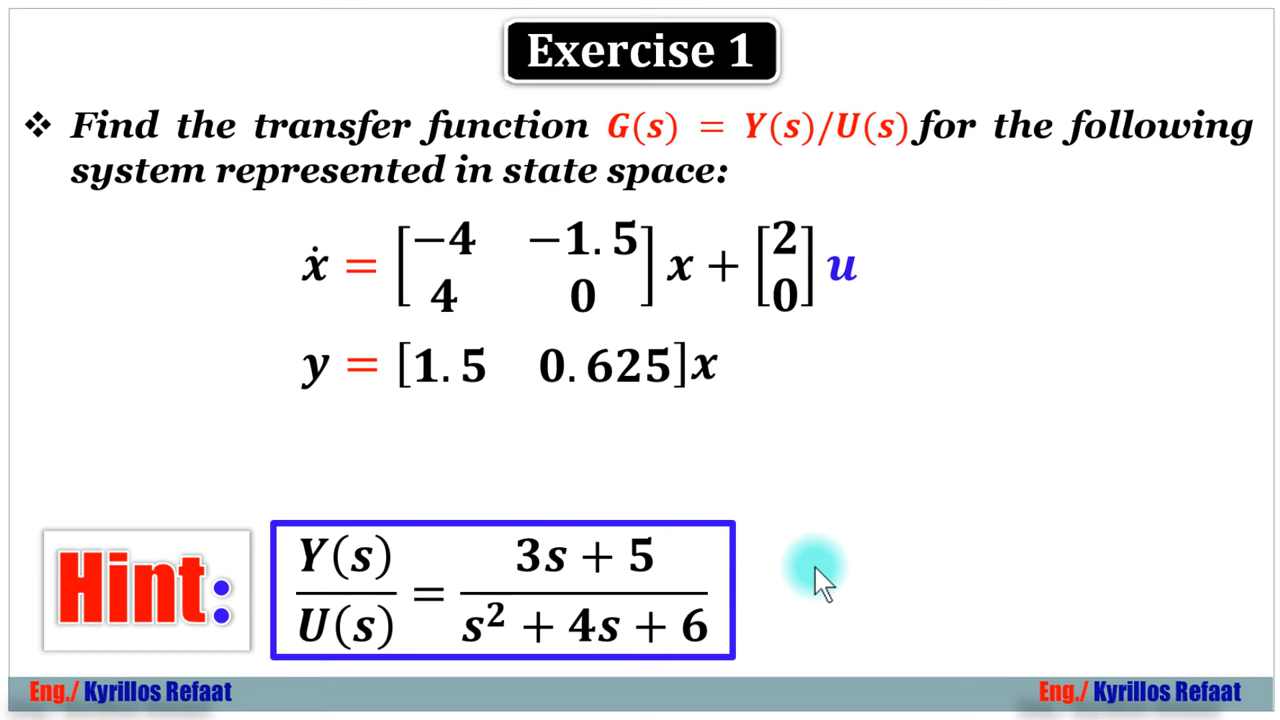 Exercise 1
❖ Find the transfer function G(s) = Y(s)/U(s) for the following
system represented in state space:
ẋ = [−4 −1.5; 4 0] x + [2; 0] u
y = [1.5 0.625]x
Hint: Y(s)/U(s) = (3s + 5)/(s² + 4s + 6)
Eng./ Kyrillos Refaat
Eng./ Kyrillos Refaat